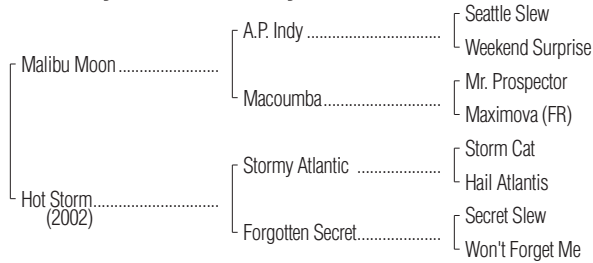 Seattle Slew
A.P. Indy
Weekend Surprise
Malibu Moon
Mr. Prospector
Macoumba
Maximova (FR)
Storm Cat
Stormy Atlantic
Hail Atlantis
Hot Storm
(2002)
Secret Slew
Forgotten Secret
Won't Forget Me